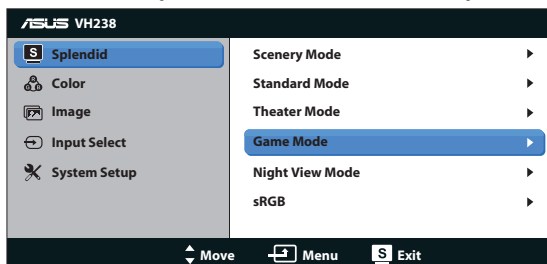 ASUS VH238
S Splendid
Color
Image
Input Select
System Setup
Scenery Mode
Standard Mode
Theater Mode
Game Mode
Night View Mode
sRGB
Move Menu S Exit